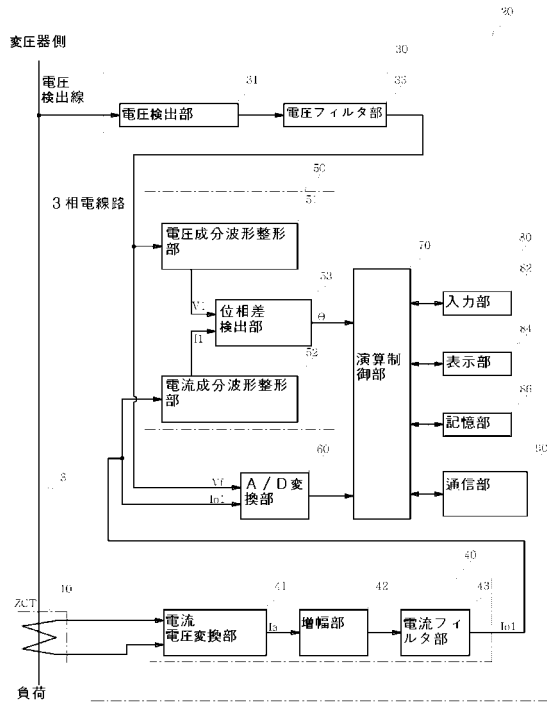 20
変圧器側
30
電圧
検出線
31
35
電圧検出部
電圧フィルタ部
50
3相電線路
51
電圧成分波形整形
部
70
80
82
53
V1
位相差
検出部
θ
入力部
I1
84
52
演算制
御部
表示部
電流成分波形整形
部
86
記憶部
60
90
3
Vf
A/D変
換部
Io1
通信部
40
10
41
42
43
ZCT
電流
電圧変換部
Ia
増幅部
電流フィ
ルタ部
Io1
負荷